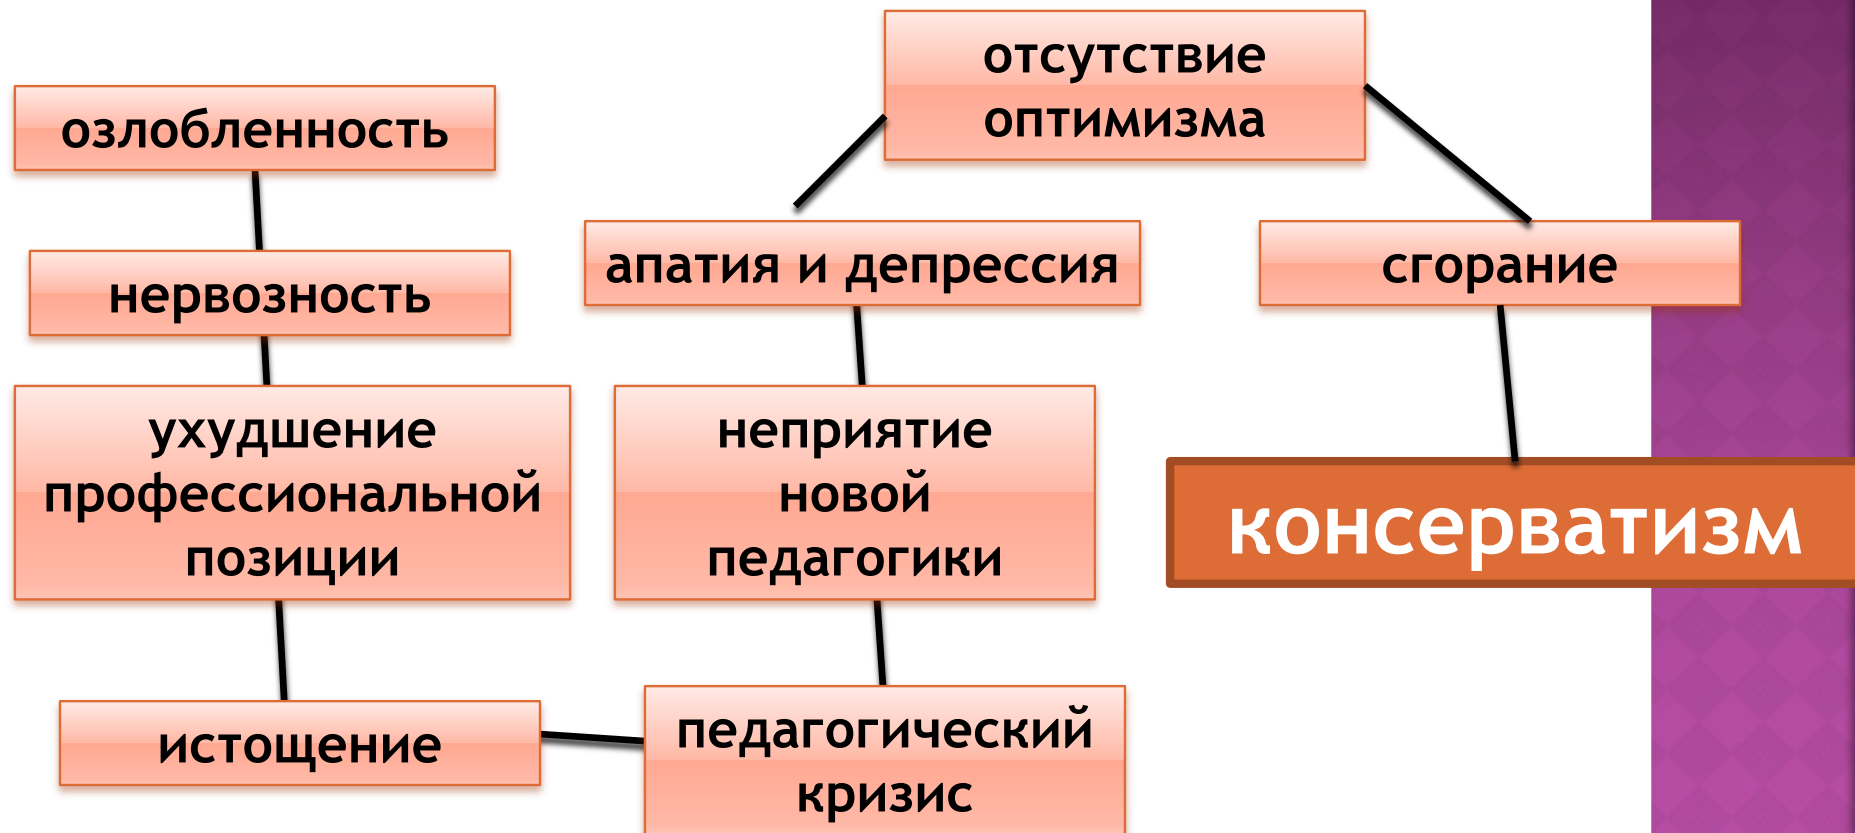 отсутствие
оптимизма
озлобленность
нервозность
апатия и депрессия
сгорание
ухудшение
профессиональной
позиции
неприятие
новой
педагогики
консерватизм
истощение
педагогический
кризис